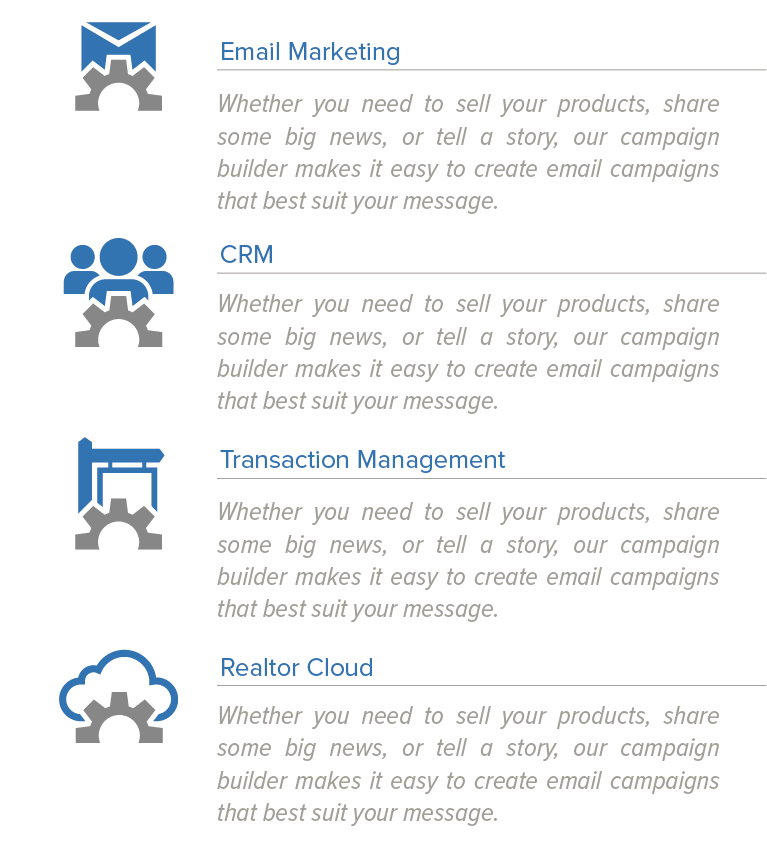 Email Marketing
Whether you need to sell your products, share
some big news, or tell a story, our campaign
builder makes it easy to create email campaigns
that best suit your message.
CRM
Whether you need to sell your products, share
some big news, or tell a story, our campaign
builder makes it easy to create email campaigns
that best suit your message.
Transaction Management
Whether you need to sell your products, share
some big news, or tell a story, our campaign
builder makes it easy to create email campaigns
that best suit your message.
Realtor Cloud
Whether you need to sell your products, share
some big news, or tell a story, our campaign
builder makes it easy to create email campaigns
that best suit your message.